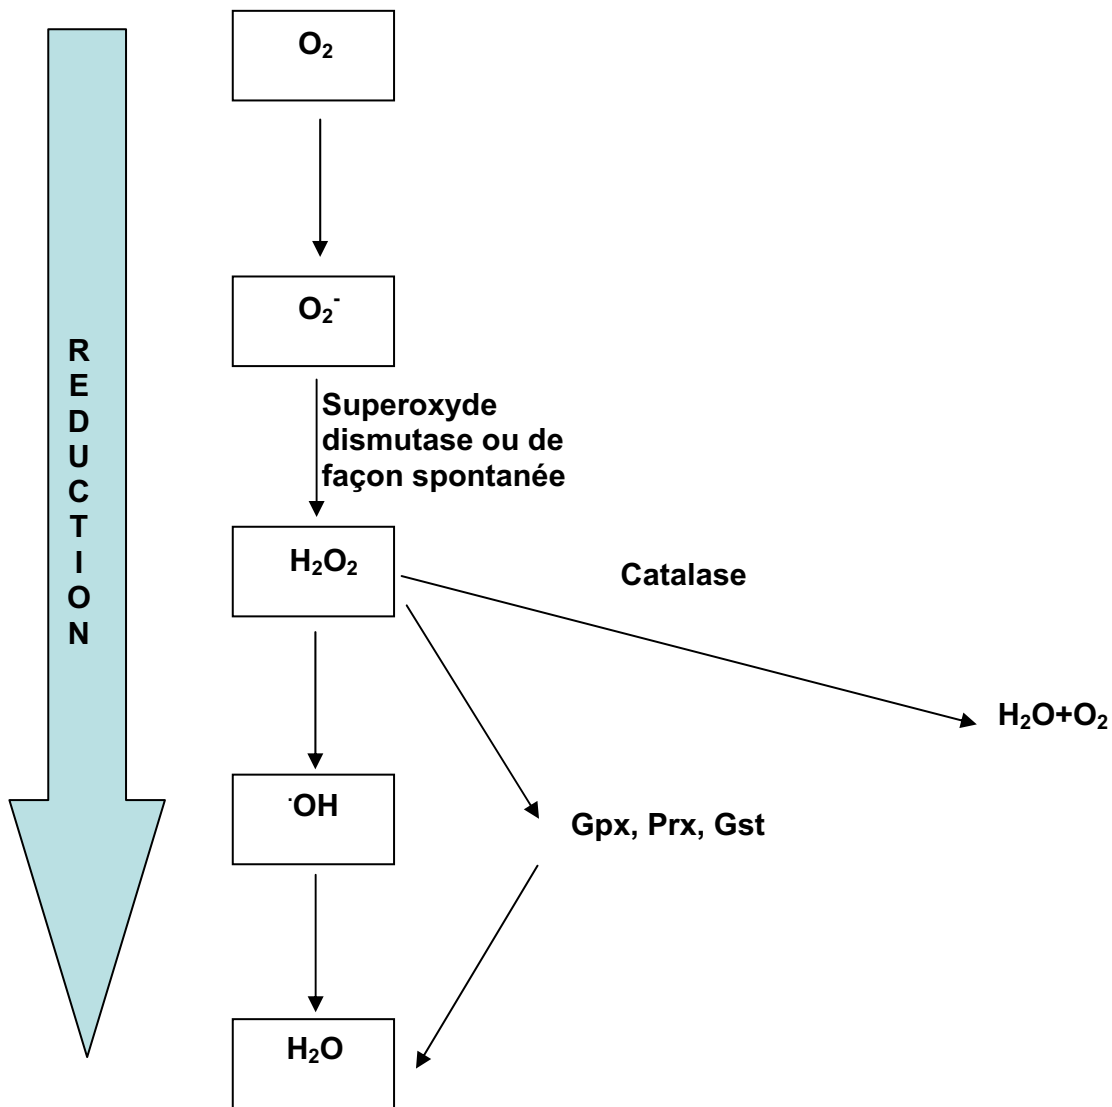 O₂
O₂⁻
R
E
D
U
C
T
I
O
N
Superoxyde
dismutase ou de
façon spontanée
H₂O₂
Catalase
H₂O+O₂
·OH
Gpx, Prx, Gst
H₂O